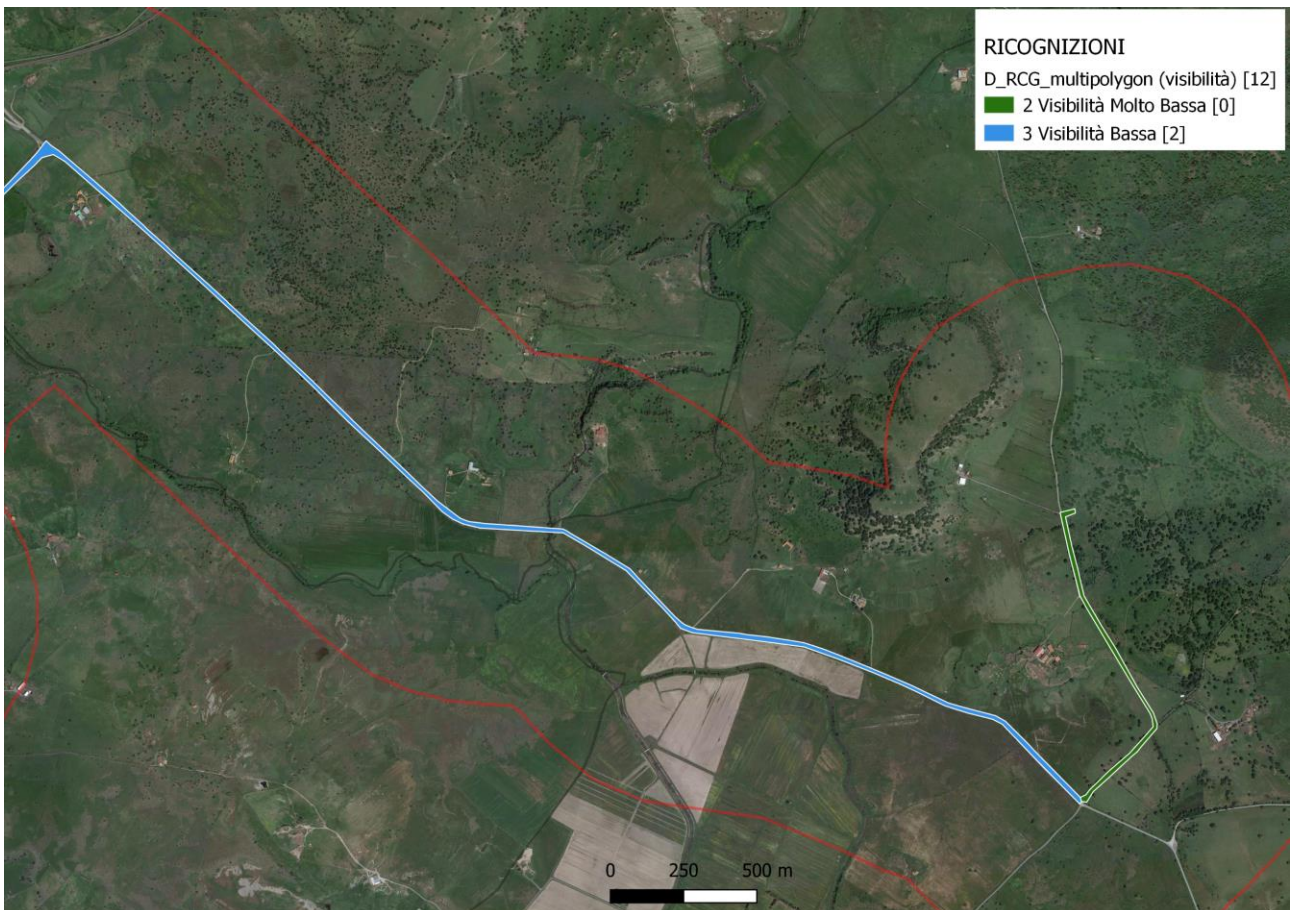 RICOGNIZIONI
D_RCG_multipolygon (visibilità) [12]
2 Visibilità Molto Bassa [0]
3 Visibilità Bassa [2]
0 250 500 m